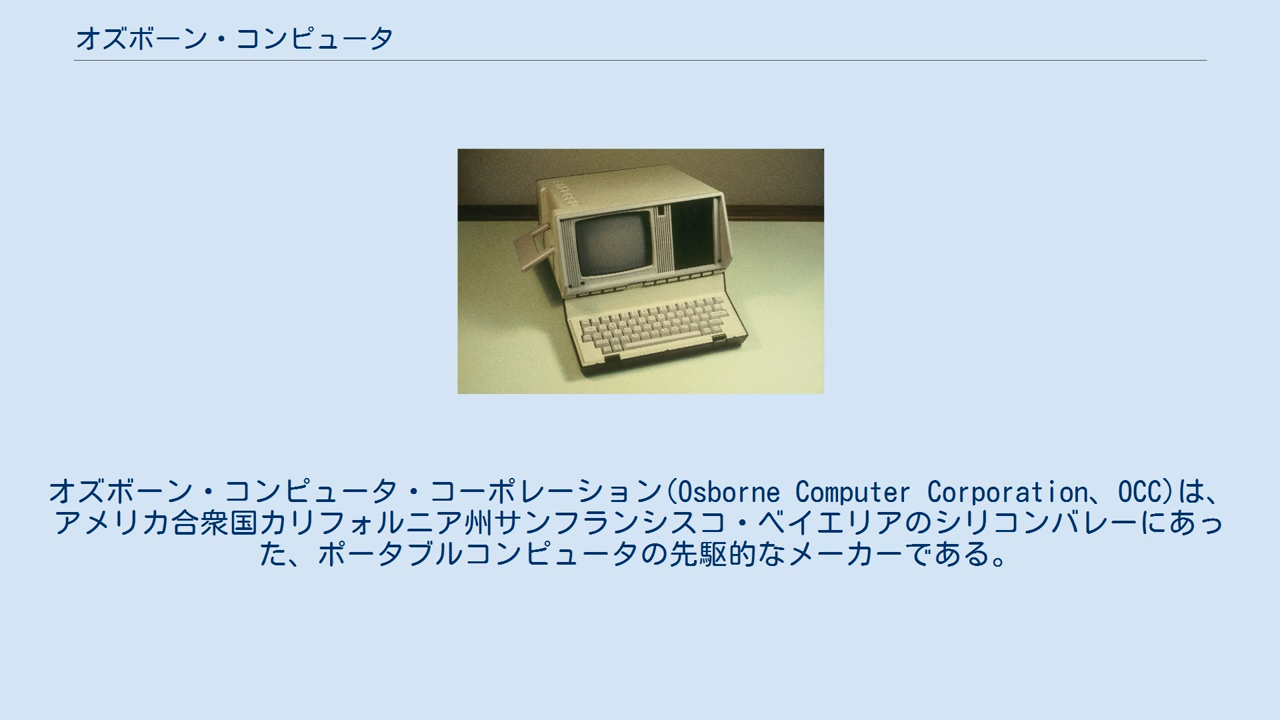 オズボーン・コンピュータ
オズボーン・コンピュータ・コーポレーション(Osborne Computer Corporation、OCC)は、
アメリカ合衆国カリフォルニア州サンフランシスコ・ベイエリアのシリコンバレーにあっ
た、ポータブルコンピュータの先駆的なメーカーである。